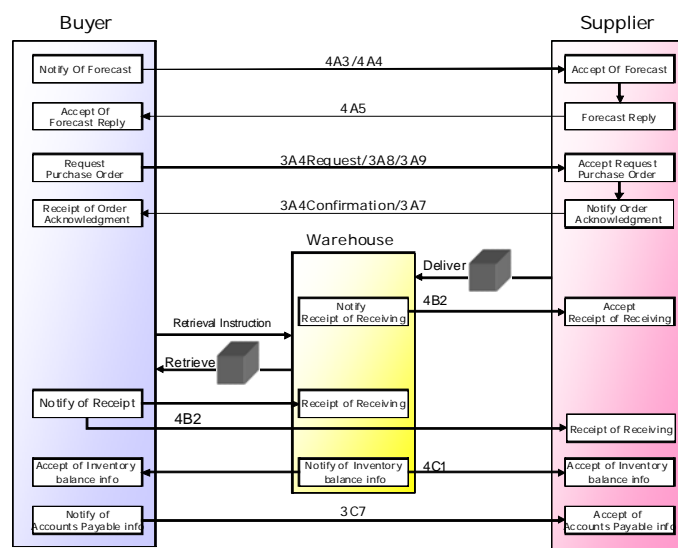 Buyer
Supplier
Notify Of Forecast
4A3/4A4
Accept Of Forecast
Accept Of
Forecast Reply
4A5
Forecast Reply
Request
Purchase Order
3A4Request/3A8/3A9
Accept Request
Purchase Order
Receipt of Order
Acknowledgment
3A4Confirmation/3A7
Notify Order
Acknowledgment
Warehouse
Deliver
Notify
Receipt of Receiving
4B2
Accept
Receipt of Receiving
Retrieval Instruction
Retrieve
Notify of Receipt
Receipt of Receiving
4B2
Receipt of Receiving
Accept of Inventory
balance info
Notify of Inventory
balance info
4C1
Accept of Inventory
balance info
Notify of
Accounts Payable info
3C7
Accept of
Accounts Payable info